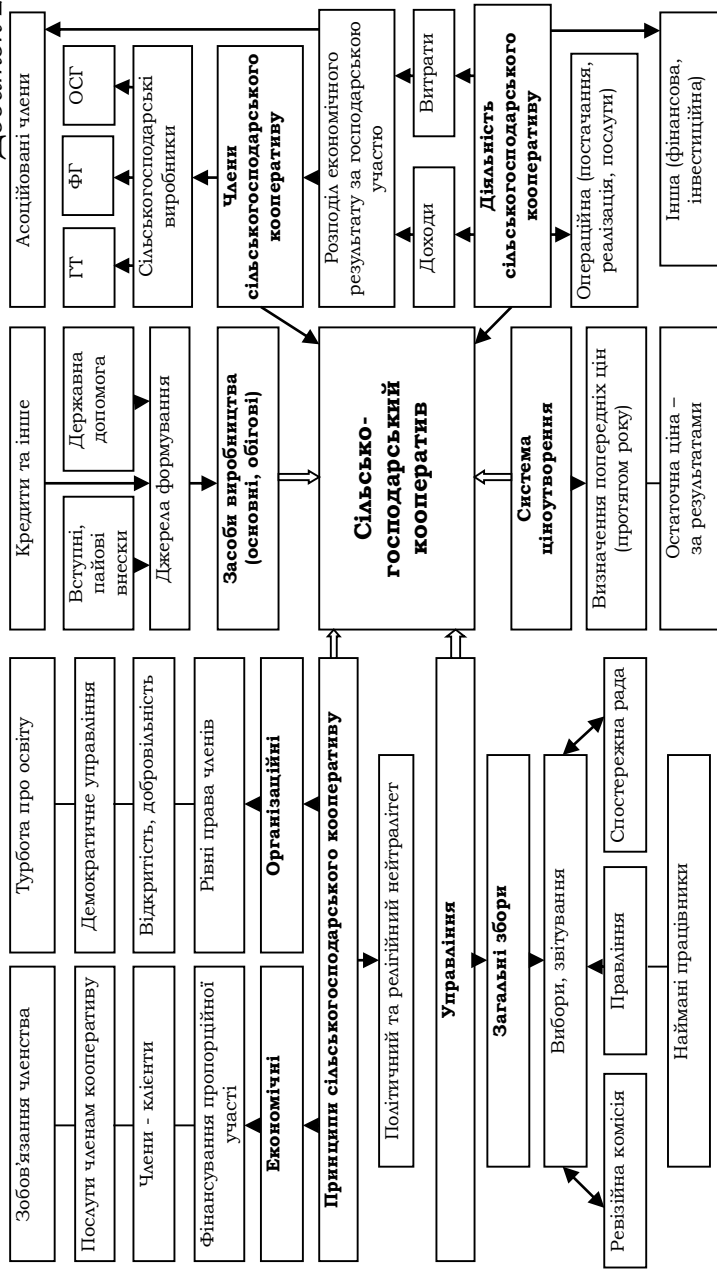 Зобов'язання членства
Послуги членам кооперативу
Члени - клієнти
Фінансування пропорційної
участі
Економічні
Турбота про освіту
Демократичне управління
Відкритість, добровільність
Рівні права членів
Організаційні
Принципи сільськогосподарського кооперативу
Політичний та релігійний нейтралітет
Управління
Загальні збори
Вибори, звітування
Ревізійна комісія
Правління
Спостережна рада
Наймані працівники
Кредити та інше
Вступні,
пайові
внески
Державна
допомога
Джерела формування
Засоби виробництва
(основні, обігові)
Сільсько-
господарський
кооператив
Система
ціноутворення
Визначення попередніх цін
(протягом року)
Остаточна ціна –
за результатами
Асоційовані члени
ГТ
ФГ
ОСГ
Сільськогосподарські
виробники
Члени
сільськогосподарського
кооперативу
Розподіл економічного
результату за господарською
участю
Доходи
Витрати
Діяльність
сільськогосподарського
кооперативу
Операційна (постачання,
реалізація, послуги)
Інша (фінансова,
інвестиційна)